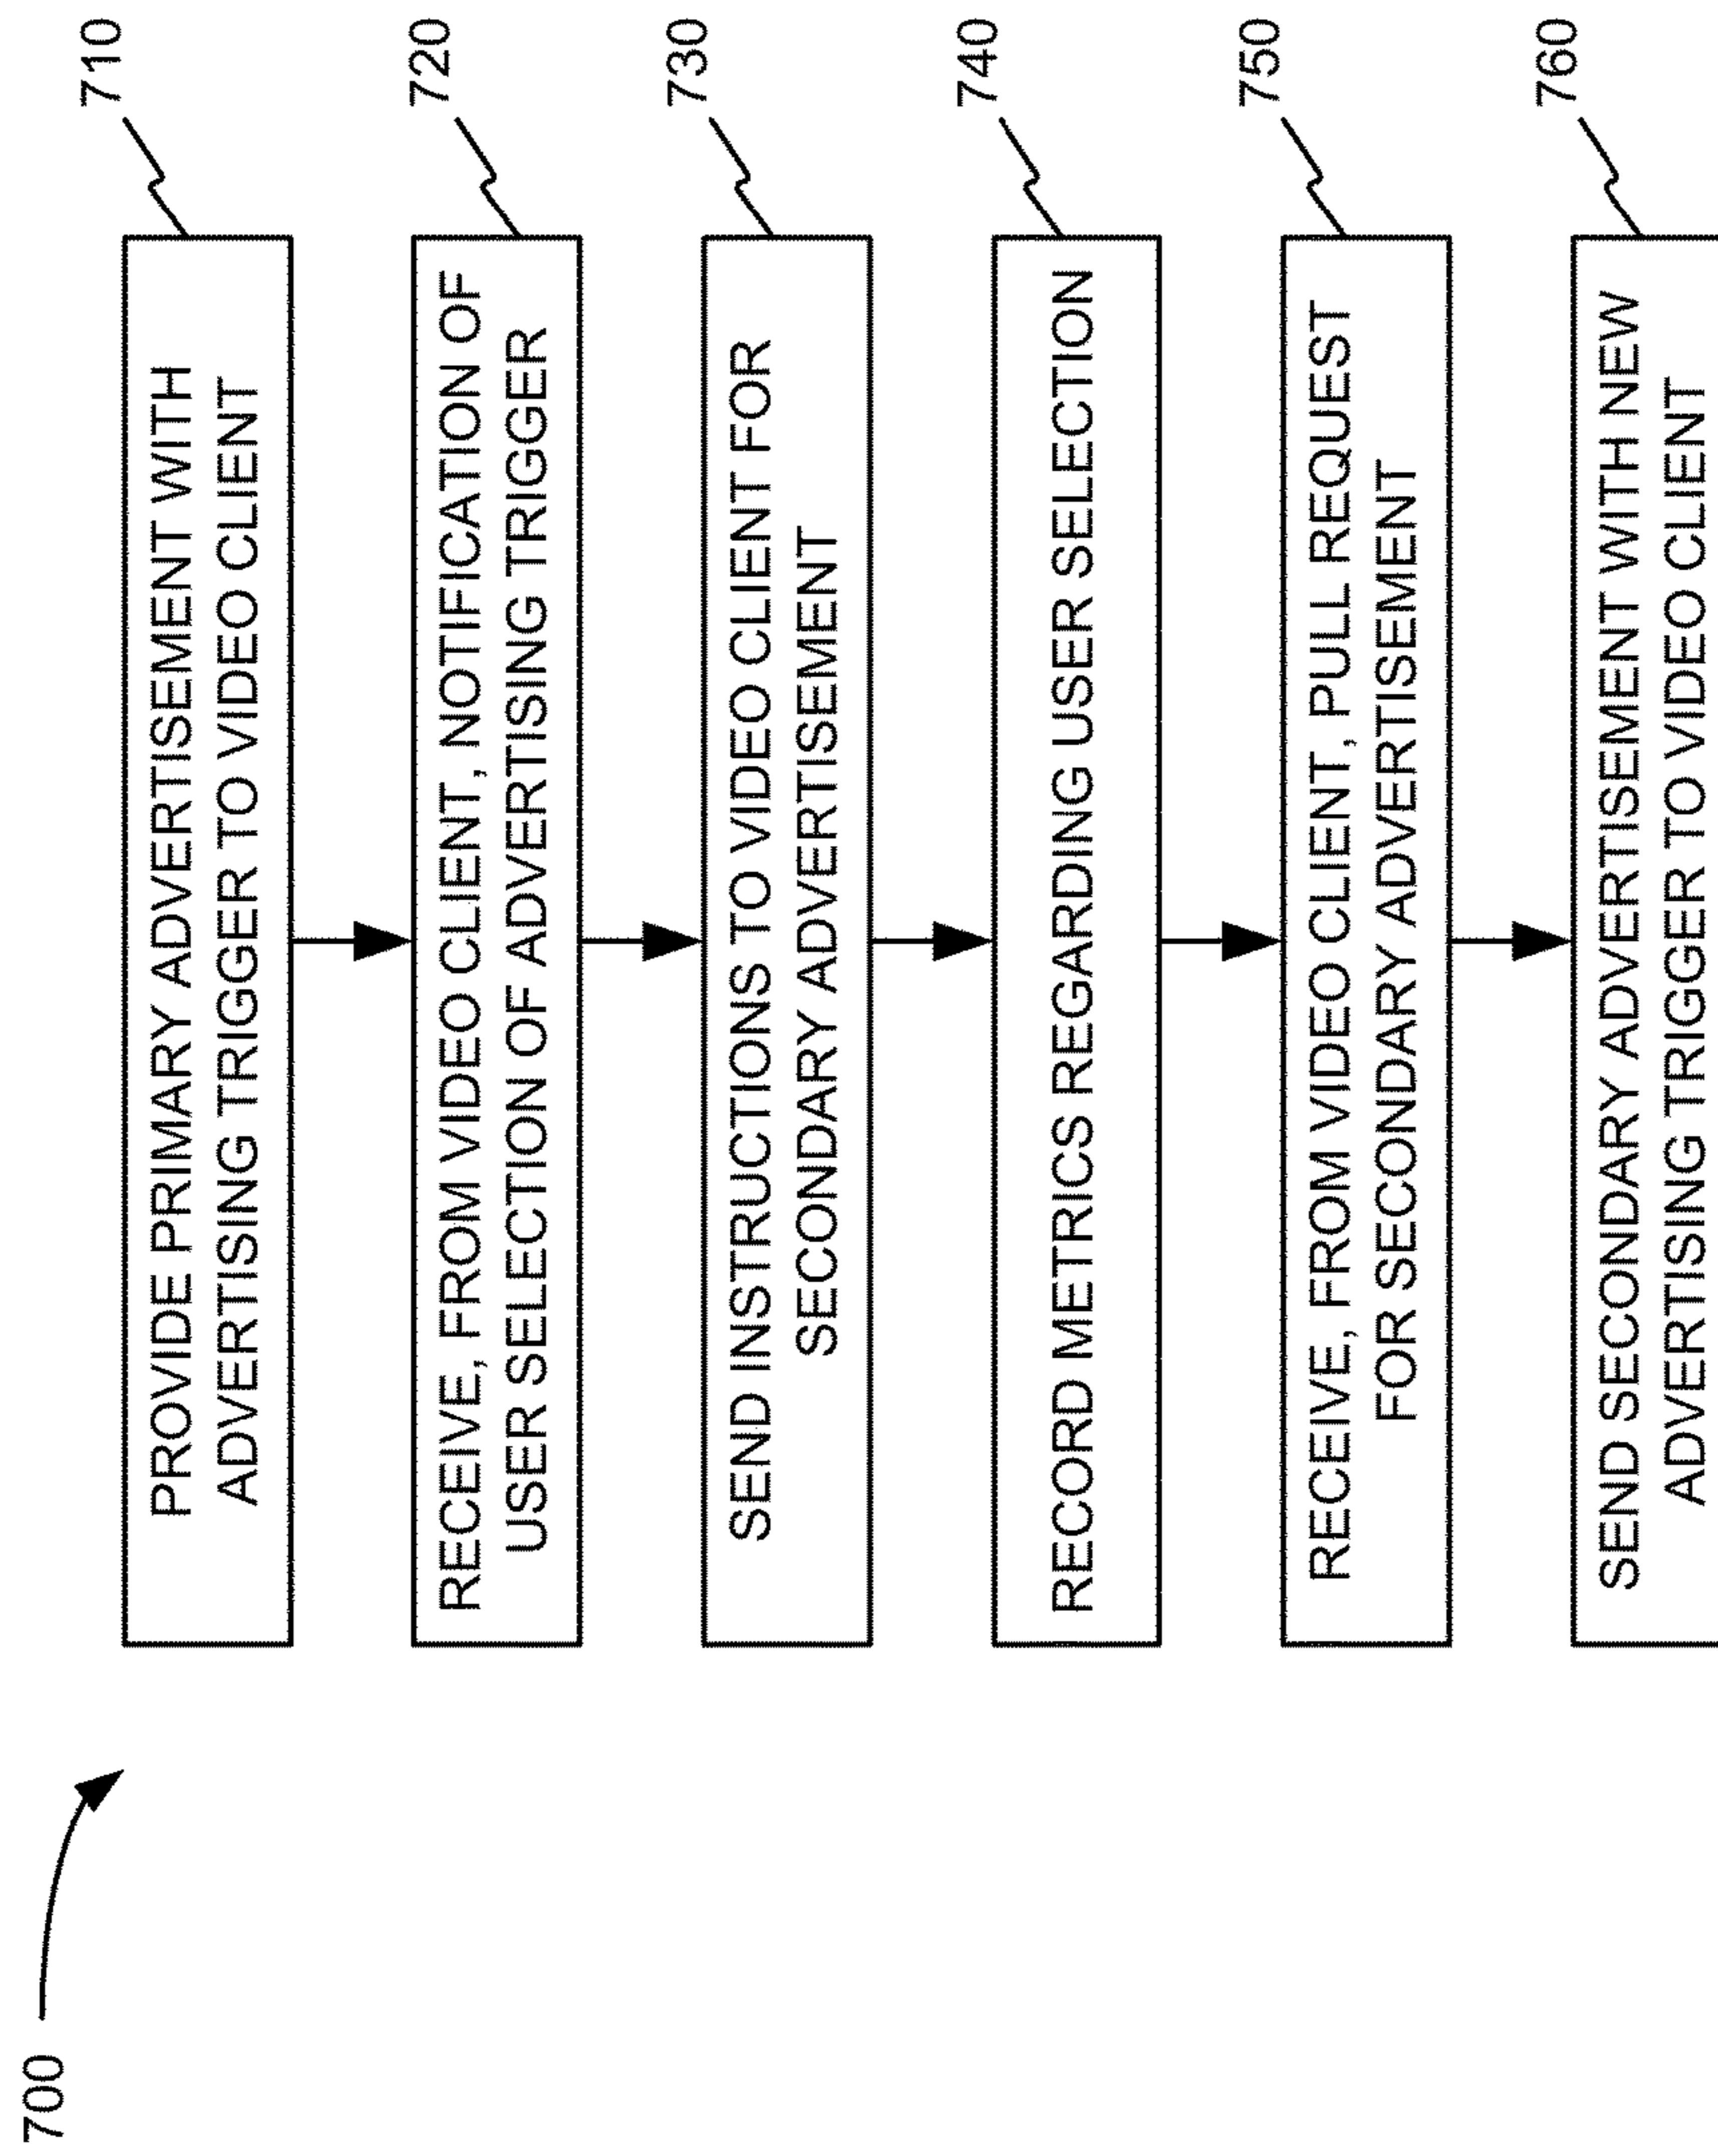 700
710
PROVIDE PRIMARY ADVERTISEMENT WITH
ADVERTISING TRIGGER TO VIDEO CLIENT
720
RECEIVE, FROM VIDEO CLIENT, NOTIFICATION OF
USER SELECTION OF ADVERTISING TRIGGER
730
SEND INSTRUCTIONS TO VIDEO CLIENT FOR
SECONDARY ADVERTISEMENT
740
RECORD METRICS REGARDING USER SELECTION
750
RECEIVE, FROM VIDEO CLIENT, PULL REQUEST
FOR SECONDARY ADVERTISEMENT
760
SEND SECONDARY ADVERTISEMENT WITH NEW
ADVERTISING TRIGGER TO VIDEO CLIENT